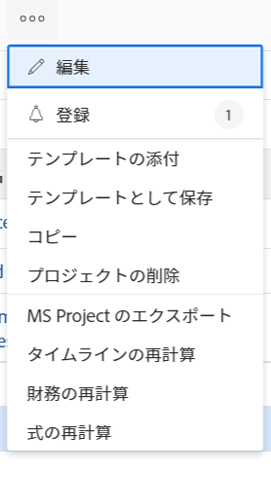 編集
登録 1
テンプレートの添付
テンプレートとして保存
コピー
プロジェクトの削除
MS Project のエクスポート
タイムラインの再計算
財務の再計算
式の再計算